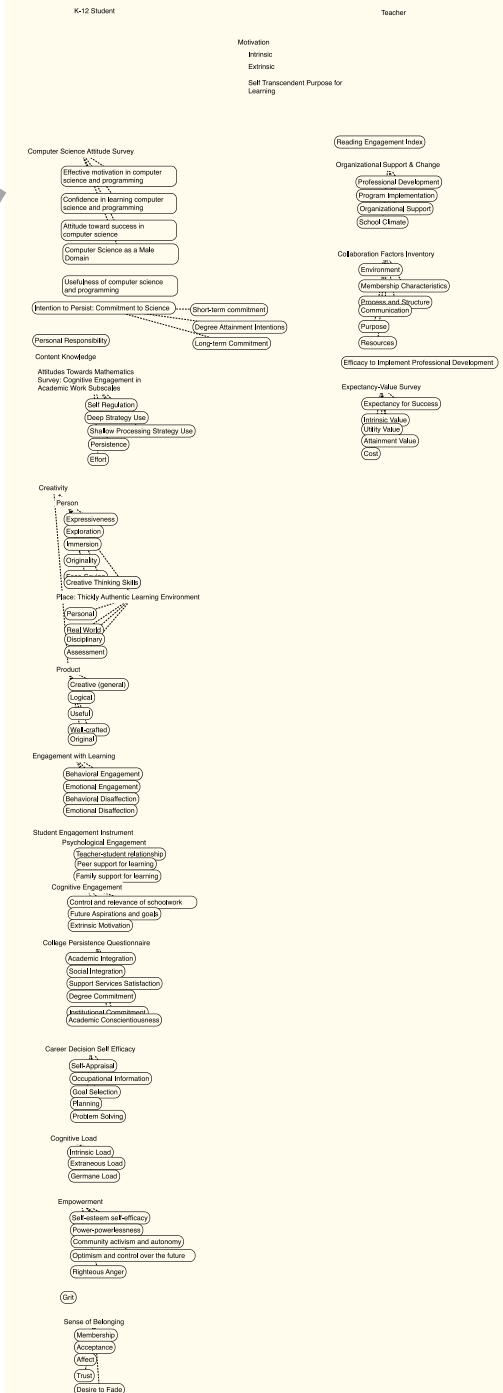 K-12 Student
Teacher
Motivation
Intrinsic
Extrinsic
Self Transcendent Purpose for
Learning
Computer Science Attitude Survey
Effective motivation in computer
science and programming
Confidence in learning computer
science and programming
Attitude toward success in
computer science
Computer Science as a Male
Domain
Usefulness of computer science
and programming
Intention to Persist: Commitment to Science
Short-term commitment
Degree Attainment Intentions
Long-term Commitment
Personal Responsibility
Content Knowledge
Attitudes Towards Mathematics
Survey: Cognitive Engagement in
Academic Work Subscales
Self Regulation
Deep Strategy Use
Shallow Processing Strategy Use
Persistence
Effort
Creativity
Person
Expressiveness
Exploration
Immersion
Originality
Creative Thinking Skills
Place: Thickly Authentic Learning Environment
Personal
Real World
Disciplinary
Assessment
Product
Creative (general)
Logical
Useful
Well-crafted
Original
Engagement with Learning
Behavioral Engagement
Emotional Engagement
Behavioral Disaffection
Emotional Disaffection
Student Engagement Instrument
Psychological Engagement
Teacher-student relationship
Peer support for learning
Family support for learning
Cognitive Engagement
Control and relevance of schoolwork
Future Aspirations and goals
Extrinsic Motivation
College Persistence Questionnaire
Academic Integration
Social Integration
Support Services Satisfaction
Degree Commitment
Institutional Commitment
Academic Conscientiousness
Career Decision Self Efficacy
Self-Appraisal
Occupational Information
Goal Selection
Planning
Problem Solving
Cognitive Load
Intrinsic Load
Extraneous Load
Germane Load
Empowerment
Self-esteem self-efficacy
Power-powerlessness
Community activism and autonomy
Optimism and control over the future
Righteous Anger
Grit
Sense of Belonging
Membership
Acceptance
Affect
Trust
Desire to Fade
Reading Engagement Index
Organizational Support & Change
Professional Development
Program Implementation
Organizational Support
School Climate
Collaboration Factors Inventory
Environment
Membership Characteristics
Process and Structure
Communication
Purpose
Resources
Efficacy to Implement Professional Development
Expectancy-Value Survey
Expectancy for Success
Intrinsic Value
Utility Value
Attainment Value
Cost